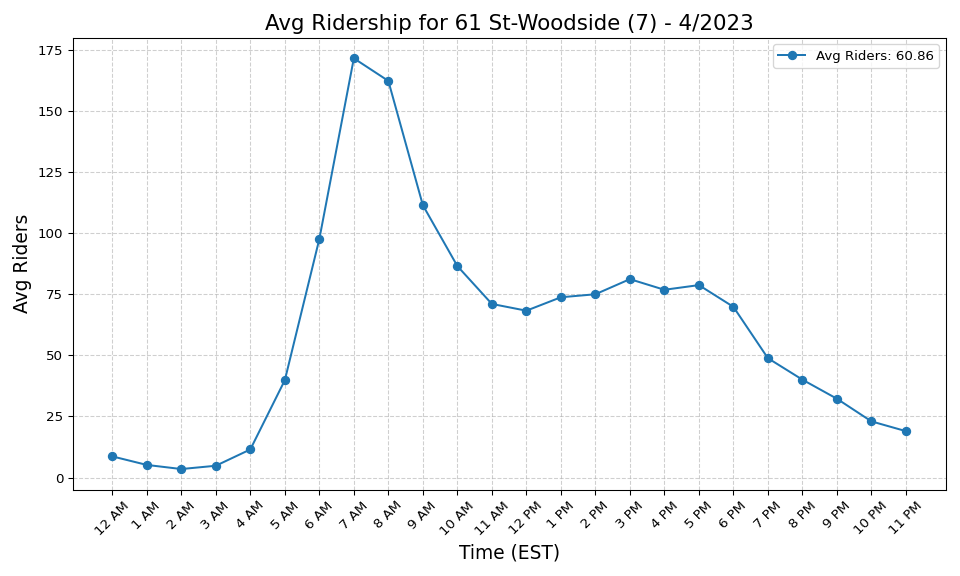 Avg Ridership for 61 St-Woodside (7) - 4/2023
Avg Riders: 60.86
Avg Riders
175
150
125
100
75
50
25
0
12 AM
1 AM
2 AM
3 AM
4 AM
5 AM
6 AM
7 AM
8 AM
9 AM
10 AM
11 AM
12 PM
1 PM
2 PM
3 PM
4 PM
5 PM
6 PM
7 PM
8 PM
9 PM
10 PM
11 PM
Time (EST)